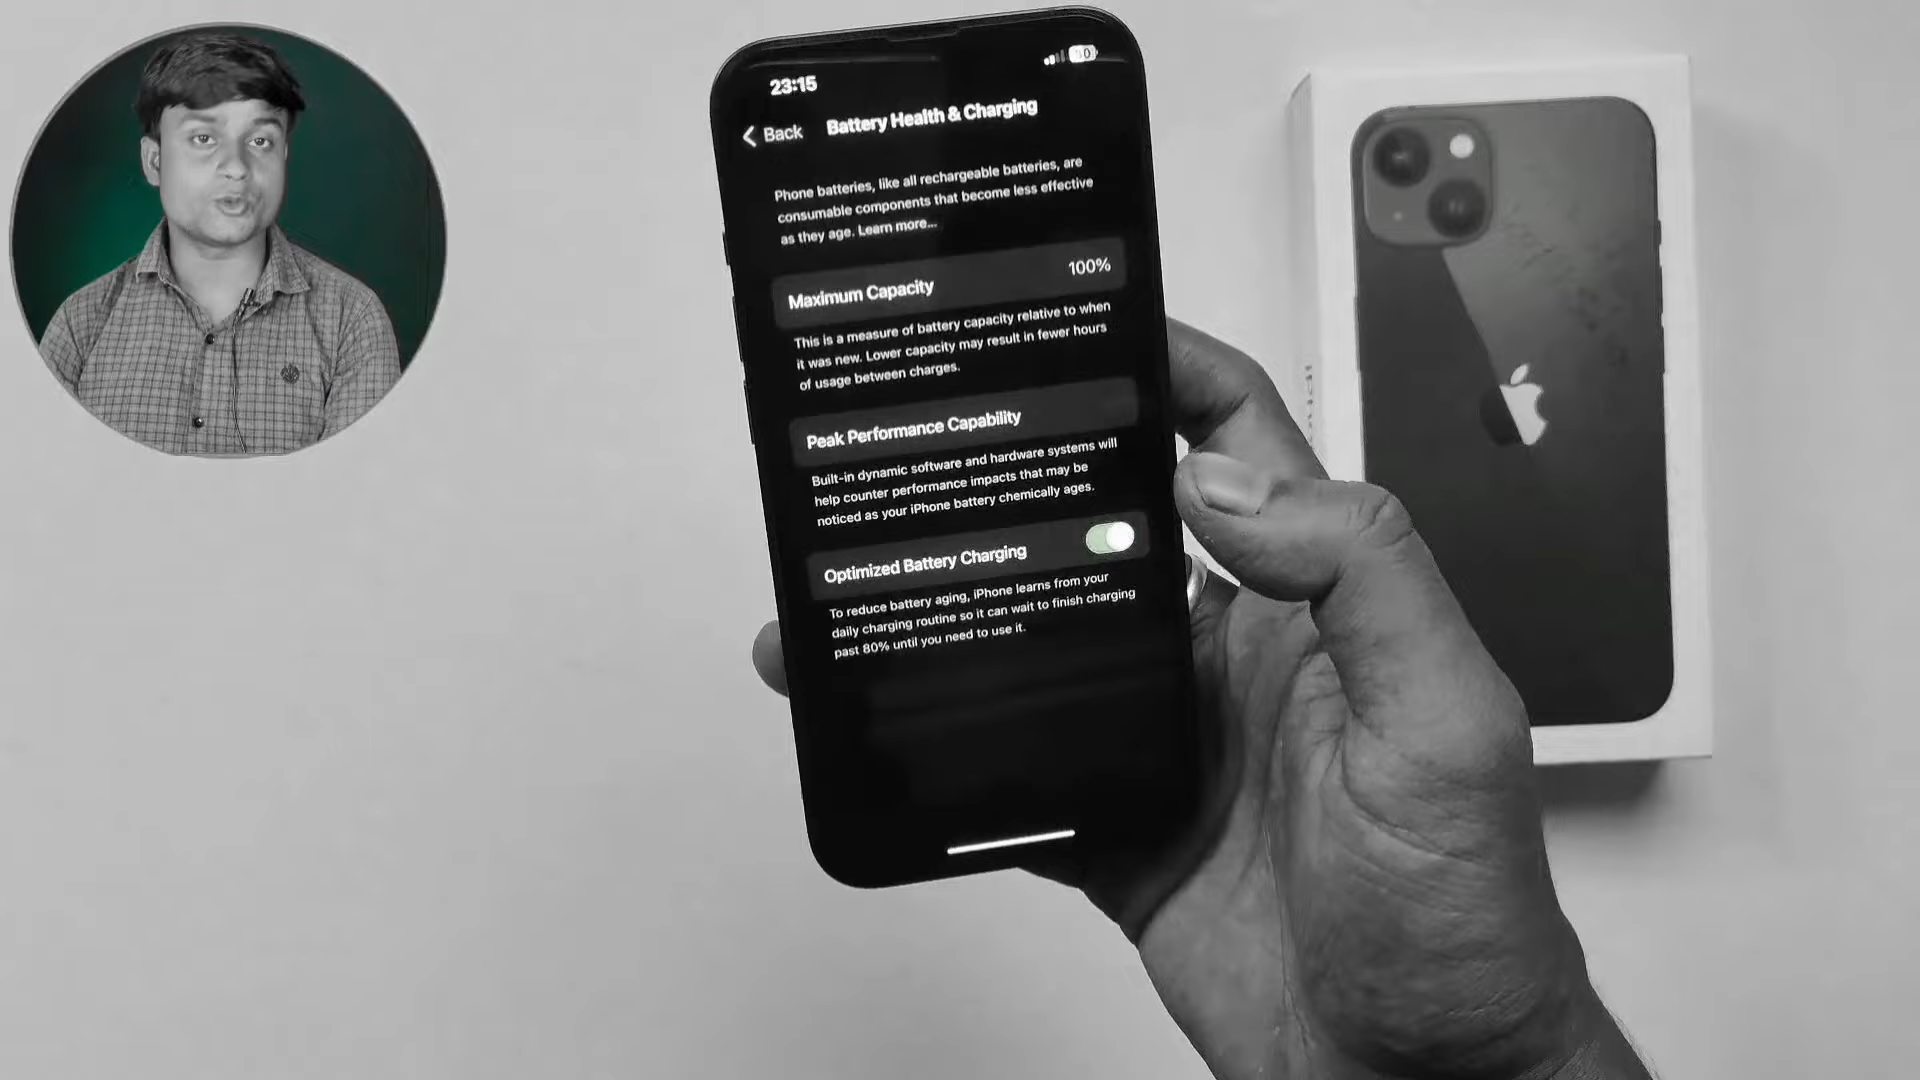 23:15
Back
Battery Health & Charging
Phone batteries, like all rechargeable batteries, are
consumable components that become less effective
as they age. Learn more...
Maximum Capacity 100%
This is a measure of battery capacity relative to when
it was new. Lower capacity may result in fewer hours
of usage between charges.
Peak Performance Capability
Built-in dynamic software and hardware systems will
help counter performance impacts that may be
noticed as your iPhone battery chemically ages.
Optimized Battery Charging
To reduce battery aging, iPhone learns from your
daily charging routine so it can wait to finish charging
past 80% until you need to use it.